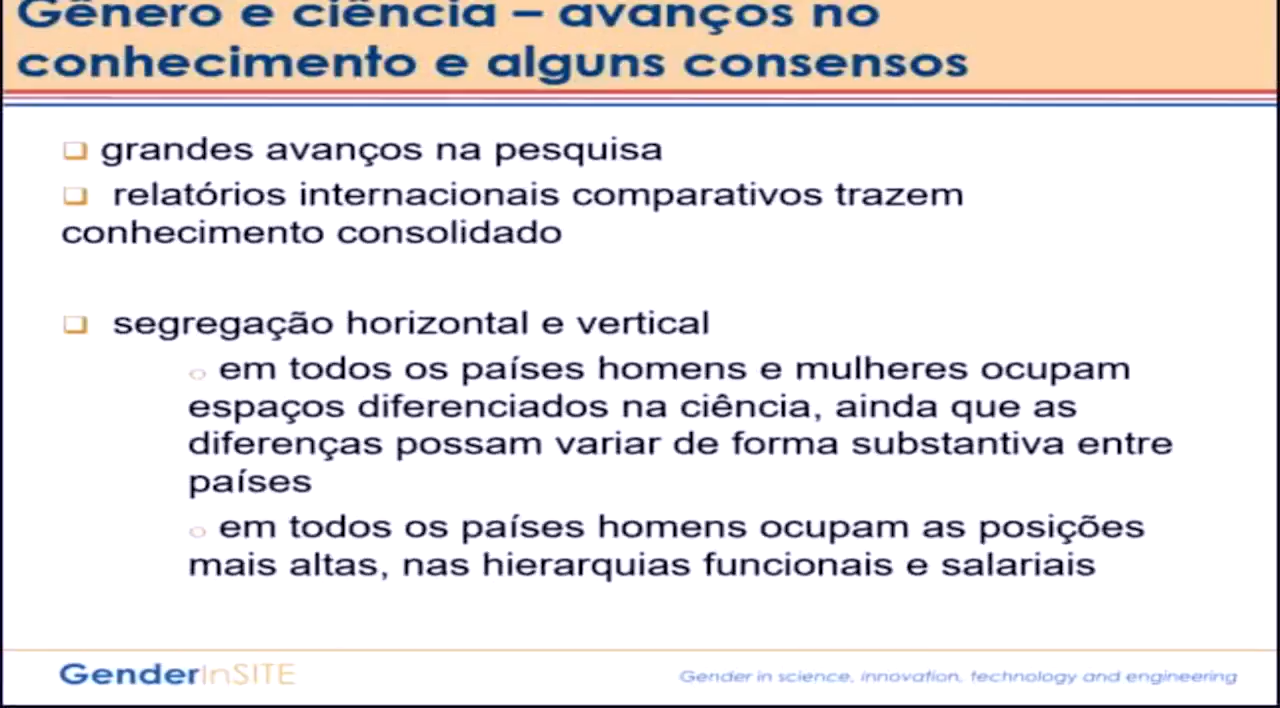 Gênero e ciência – avanços no
conhecimento e alguns consensos
grandes avanços na pesquisa
relatórios internacionais comparativos trazem
conhecimento consolidado
segregação horizontal e vertical
em todos os países homens e mulheres ocupam
espaços diferenciados na ciência, ainda que as
diferenças possam variar de forma substantiva entre
países
em todos os países homens ocupam as posições
mais altas, nas hierarquias funcionais e salariais
GenderInSITE
Gender in science, innovation, technology and engineering